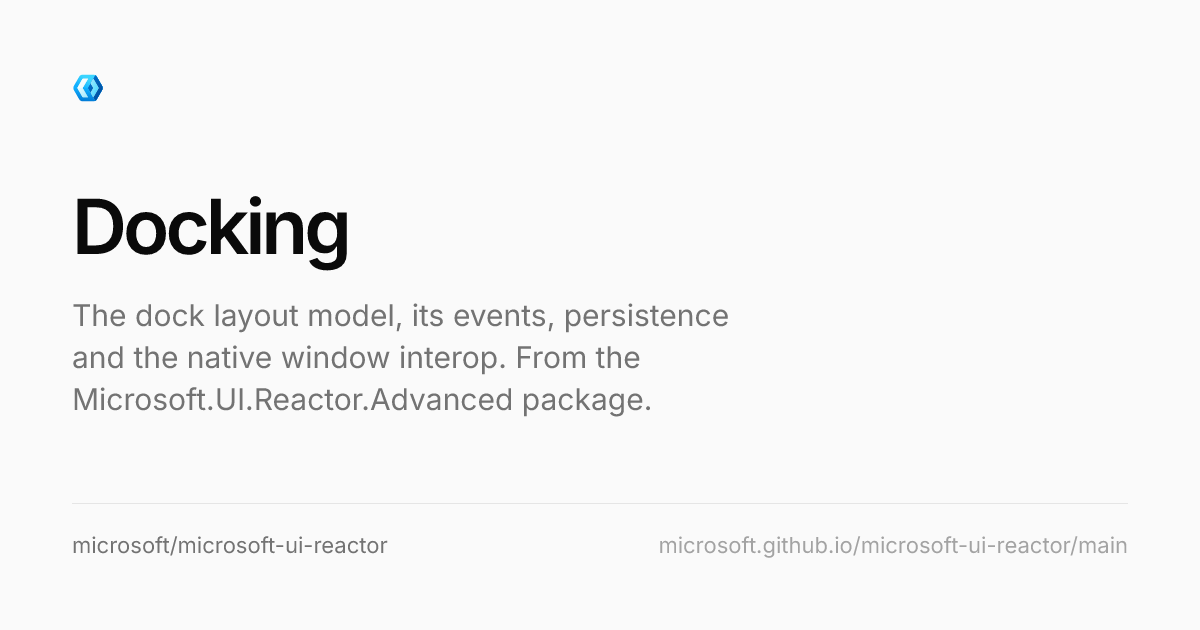 Docking
The dock layout model, its events, persistence
and the native window interop. From the
Microsoft.UI.Reactor.Advanced package.
microsoft/microsoft-ui-reactor
microsoft.github.io/microsoft-ui-reactor/main